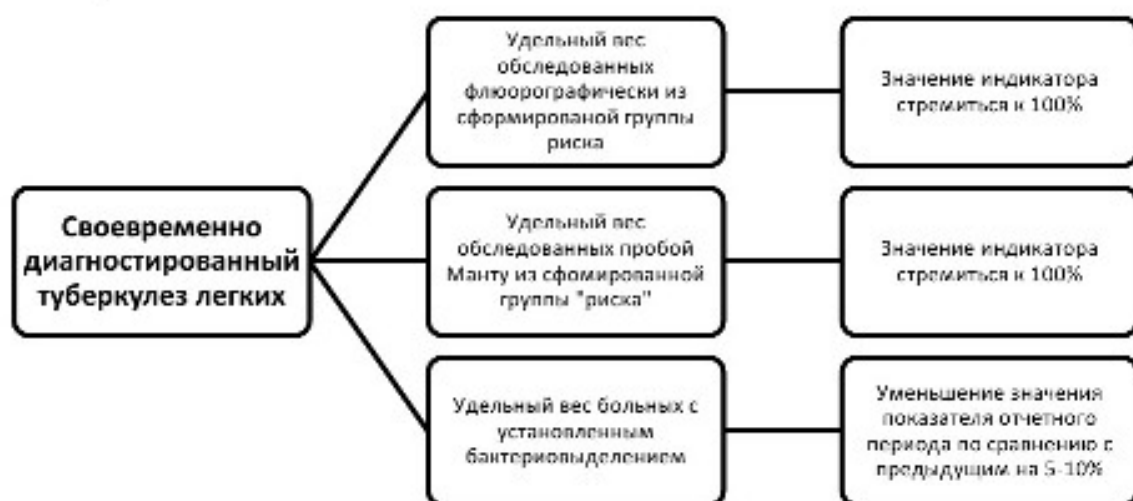 Удельный вес
обследованных
флюорографически из
сформированой группы
риска
Значение индикатора
стремиться к 100%
Своевременно
диагностированный
туберкулез легких
Удельный вес
обследованных пробой
Манту из сфомированной
группы "риска"
Значение индикатора
стремиться к 100%
Удельный вес больных с
установленным
бактериовыделением
Уменьшение значения
показателя отчетного
периода по сравнению с
предыдущим на 5-10%